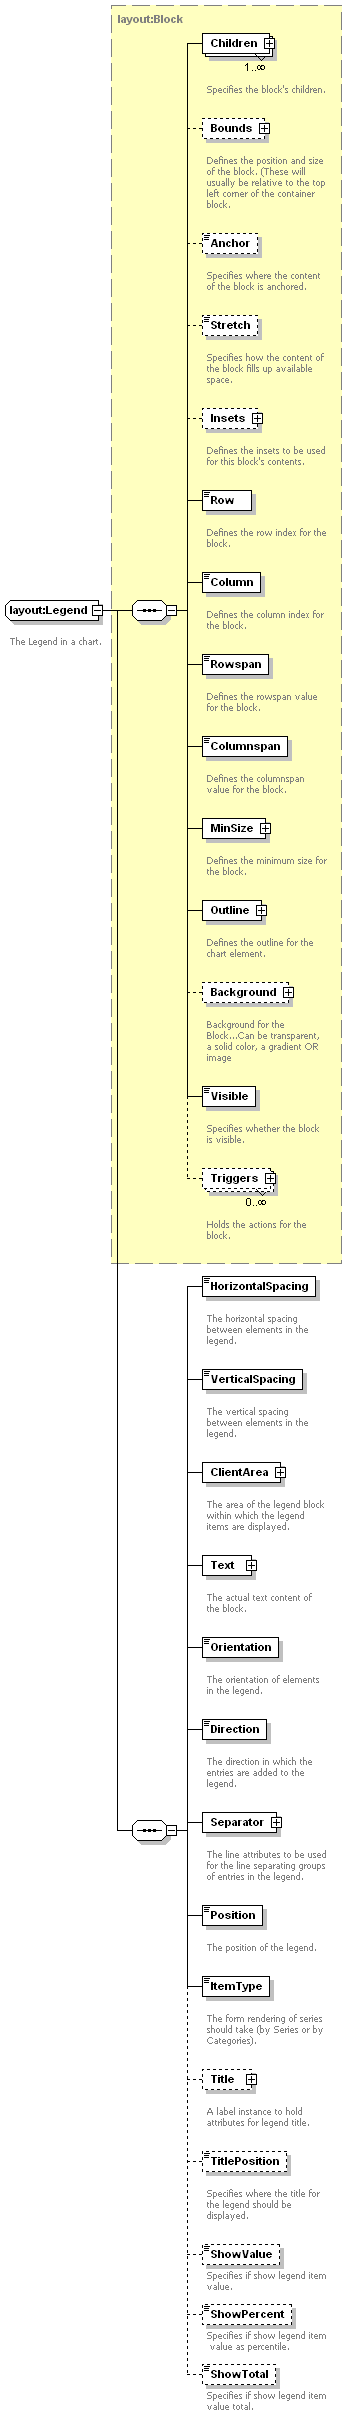 layout:Block
Children
1..∞
Specifies the block's children.
Bounds
Defines the position and size
of the block. (These will
usually be relative to the top
left corner of the container
block.
Anchor
Specifies where the content
of the block is anchored.
Stretch
Specifies how the content of
the block fills up available
space.
Insets
Defines the insets to be used
for this block's contents.
Row
Defines the row index for the
block.
Column
Defines the column index for
the block.
layout:Legend
The Legend in a chart.
Rowspan
Defines the rowspan value
for the block.
Columnspan
Defines the columnspan
value for the block.
MinSize
Defines the minimum size for
the block.
Outline
Defines the outline for the
chart element.
Background
Background for the
Block...Can be transparent,
a solid color, a gradient OR
image
Visible
Specifies whether the block
is visible.
Triggers
0..∞
Holds the actions for the
block.
HorizontalSpacing
The horizontal spacing
between elements in the
legend.
VerticalSpacing
The vertical spacing
between elements in the
legend.
ClientArea
The area of the legend block
within which the legend
items are displayed.
Text
The actual text content of
the block.
Orientation
The orientation of elements
in the legend.
Direction
The direction in which the
entries are added to the
legend.
Separator
The line attributes to be used
for the line separating groups
of entries in the legend.
Position
The position of the legend.
ItemType
The form rendering of series
should take (by Series or by
Categories).
Title
A label instance to hold
attributes for legend title.
TitlePosition
Specifies where the title for
the legend should be
displayed.
ShowValue
Specifies if show legend item
value.
ShowPercent
Specifies if show legend item
value as percentile.
ShowTotal
Specifies if show legend item
value total.